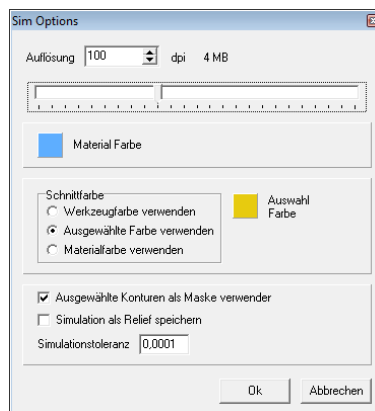 Sim Options
Auflösung 100 dpi 4 MB
Material Farbe
Schnittfarbe
Werkzeugfarbe verwenden
Ausgewählte Farbe verwenden
Materialfarbe verwenden
Auswahl
Farbe
Ausgewählte Konturen als Maske verwender
Simulation als Relief speichern
Simulationstoleranz 0,0001
Ok Abbrechen